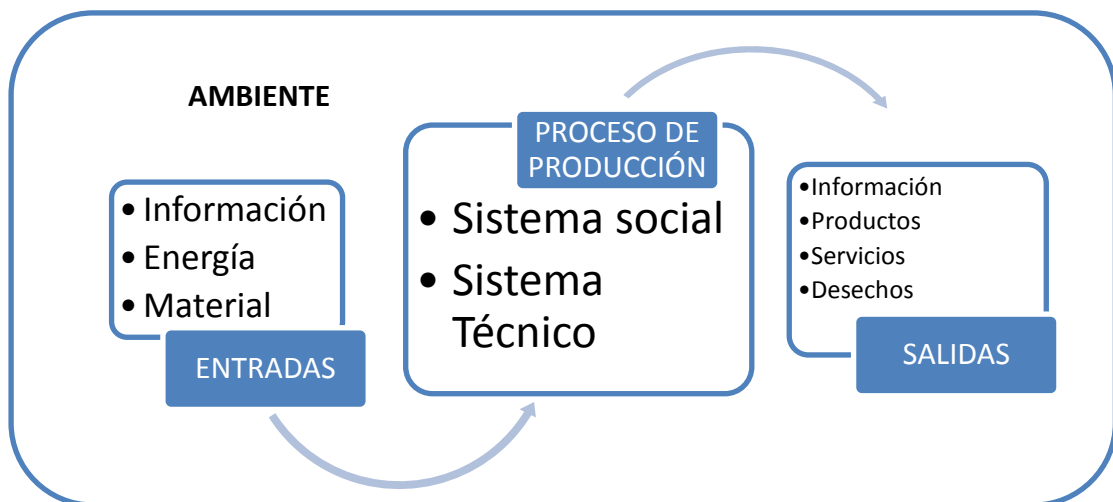 AMBIENTE
• Información
• Energía
• Material
ENTRADAS
PROCESO DE
PRODUCCIÓN
• Sistema social
• Sistema
Técnico
•Información
•Productos
•Servicios
•Desechos
SALIDAS